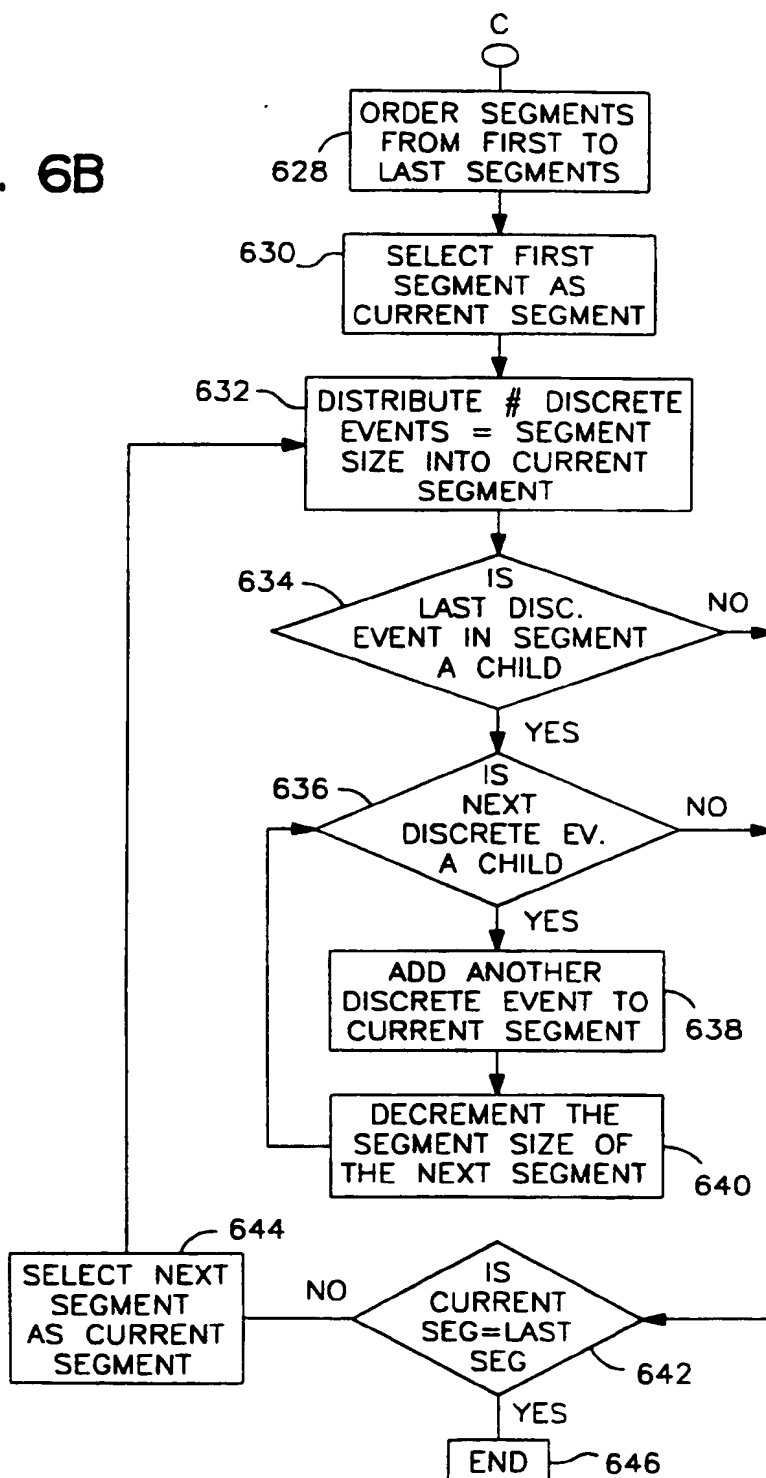 C
. 6B
ORDER SEGMENTS
FROM FIRST TO
LAST SEGMENTS
628
630
SELECT FIRST
SEGMENT AS
CURRENT SEGMENT
632
DISTRIBUTE # DISCRETE
EVENTS = SEGMENT
SIZE INTO CURRENT
SEGMENT
634
IS
LAST DISC.
EVENT IN SEGMENT
A CHILD
NO
YES
636
IS
NEXT
DISCRETE EV.
A CHILD
NO
YES
ADD ANOTHER
DISCRETE EVENT TO
CURRENT SEGMENT
638
DECREMENT THE
SEGMENT SIZE OF
THE NEXT SEGMENT
640
644
SELECT NEXT
SEGMENT
AS CURRENT
SEGMENT
NO
IS
CURRENT
SEG=LAST
SEG
642
YES
END
646